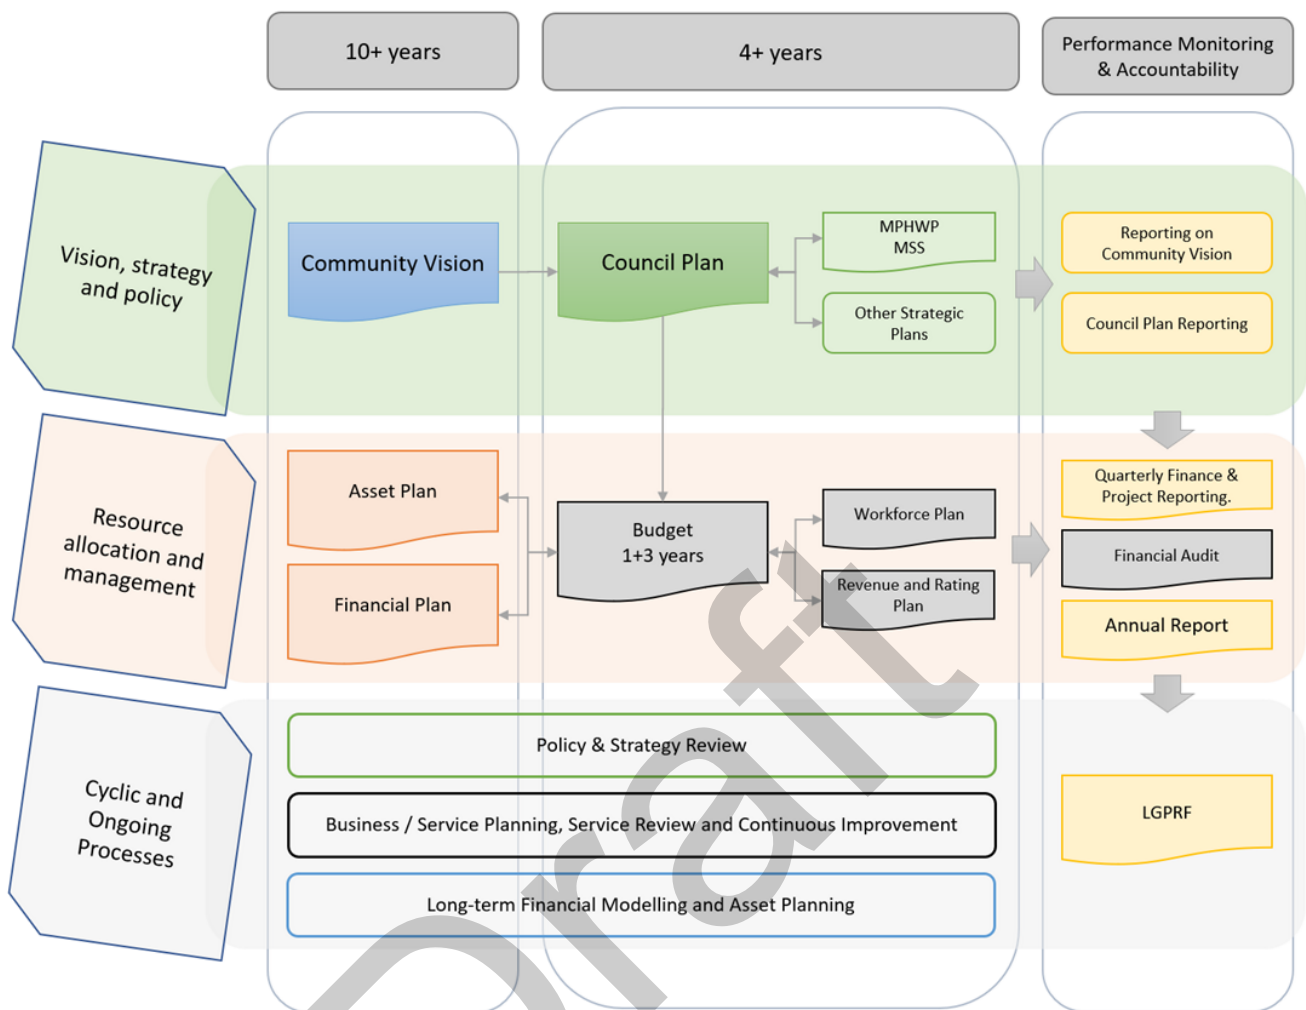 10+ years
4+ years
Performance Monitoring
& Accountability
Vision, strategy
and policy
Community Vision
Council Plan
MPHWP
MSS
Other Strategic
Plans
Reporting on
Community Vision
Council Plan Reporting
Resource
allocation and
management
Asset Plan
Financial Plan
Budget
1+3 years
Workforce Plan
Revenue and Rating
Plan
Quarterly Finance &
Project Reporting.
Financial Audit
Annual Report
Cyclic and
Ongoing
Processes
Policy & Strategy Review
Business / Service Planning, Service Review and Continuous Improvement
Long-term Financial Modelling and Asset Planning
LGPRF
Draft